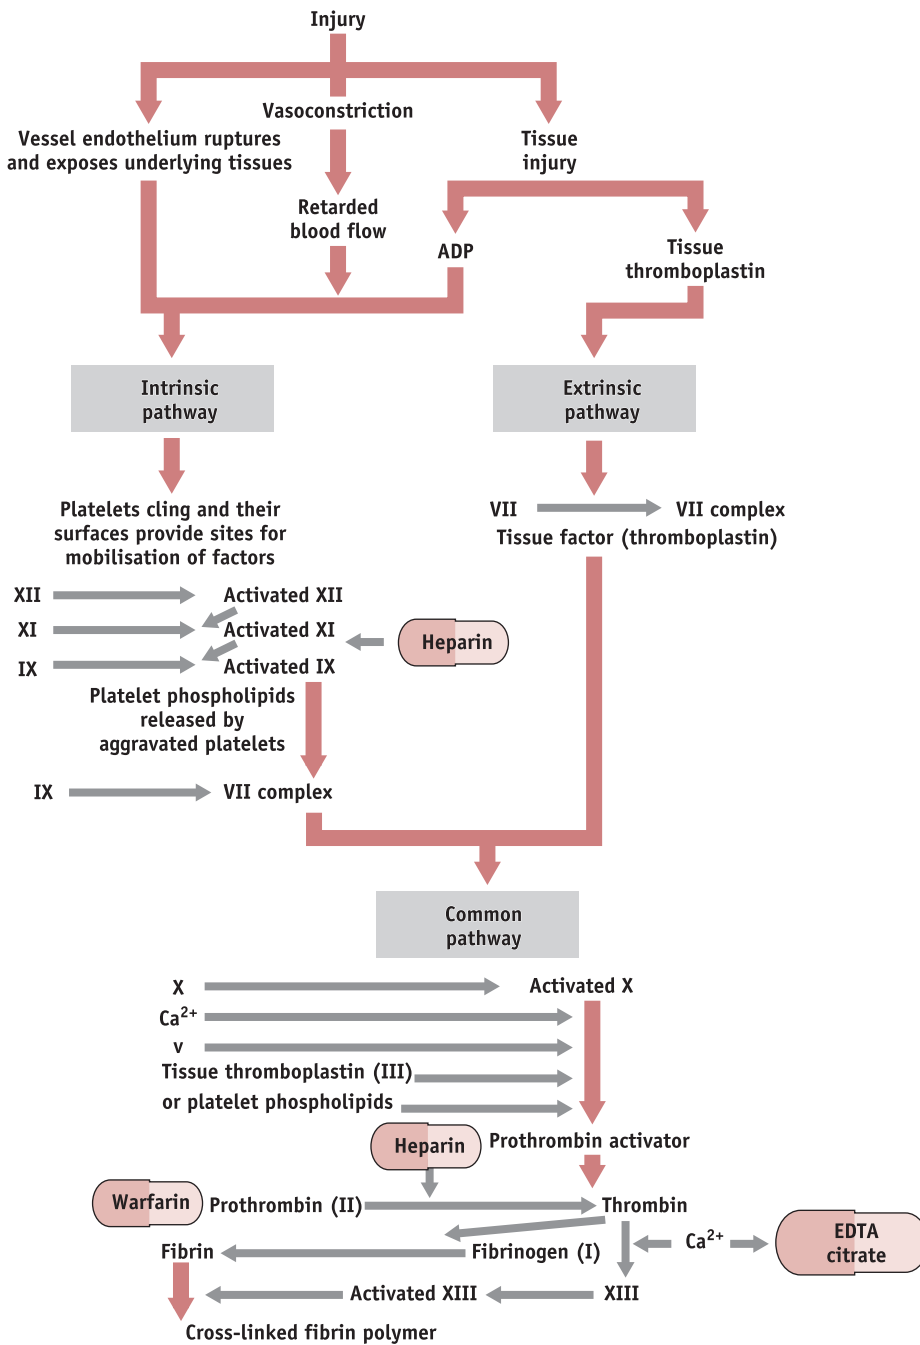 Injury
Vasoconstriction
Vessel endothelium ruptures
and exposes underlying tissues
Tissue
injury
Retarded
blood flow
ADP
Tissue
thromboplastin
Intrinsic
pathway
Extrinsic
pathway
Platelets cling and their
surfaces provide sites for
mobilisation of factors
VII
VII complex
Tissue factor (thromboplastin)
XII
Activated XII
XI
Activated XI
Heparin
IX
Activated IX
Platelet phospholipids
released by
aggravated platelets
IX
VII complex
Common
pathway
X
Activated X
Ca²⁺
v
Tissue thromboplastin (III)
or platelet phospholipids
Heparin
Prothrombin activator
Warfarin
Prothrombin (II)
Thrombin
Fibrin
Fibrinogen (I)
Ca²⁺
EDTA
citrate
Activated XIII
XIII
Cross-linked fibrin polymer